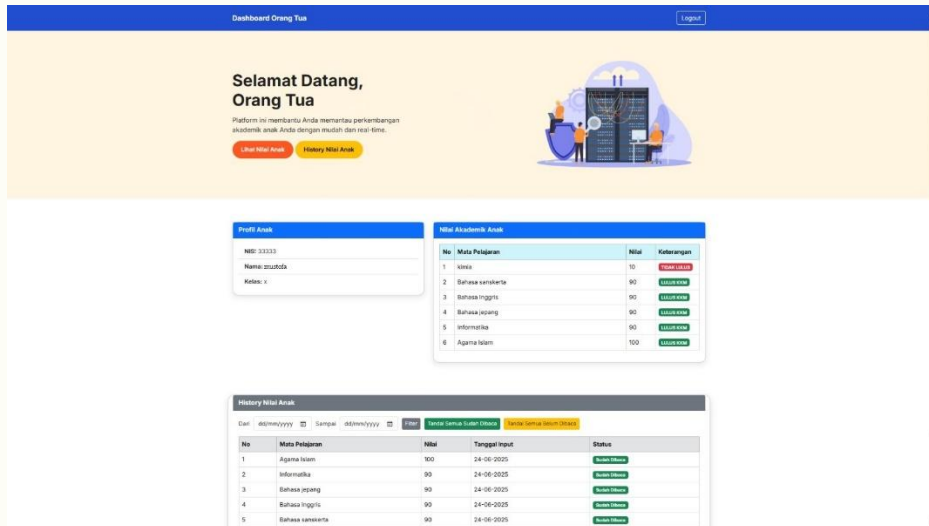 Dashboard Orang Tua
Logout
Selamat Datang,
Orang Tua
Platform ini membantu Anda memantau perkembangan
akademik anak Anda dengan mudah dan real-time.
Lihat Nilai Anak History Nilai Anak
Profil Anak
NIS: 33333
Nama:
Kelas: x
Nilai Akademik Anak
No Mata Pelajaran Nilai Keterangan
1 kimia 10 TIDAK LULUS
2 Bahasa sanskerta 90 LULUS KKM
3 Bahasa Inggris 90 LULUS KKM
4 Bahasa jepang 90 LULUS KKM
5 Informatika 90 LULUS KKM
6 Agama Islam 100 LULUS KKM
History Nilai Anak
Dari dd/mm/yyyy Sampai dd/mm/yyyy Filter Tandai Semua Sudah Dibaca Tandai Semua Belum Dibaca
No Mata Pelajaran Nilai Tanggal Input Status
1 Agama Islam 100 24-06-2025 Sudah Dibaca
2 Informatika 90 24-06-2025 Sudah Dibaca
3 Bahasa jepang 90 24-06-2025 Sudah Dibaca
4 Bahasa Inggris 90 24-06-2025 Sudah Dibaca
5 Bahasa sanskerta 90 24-06-2025 Sudah Dibaca